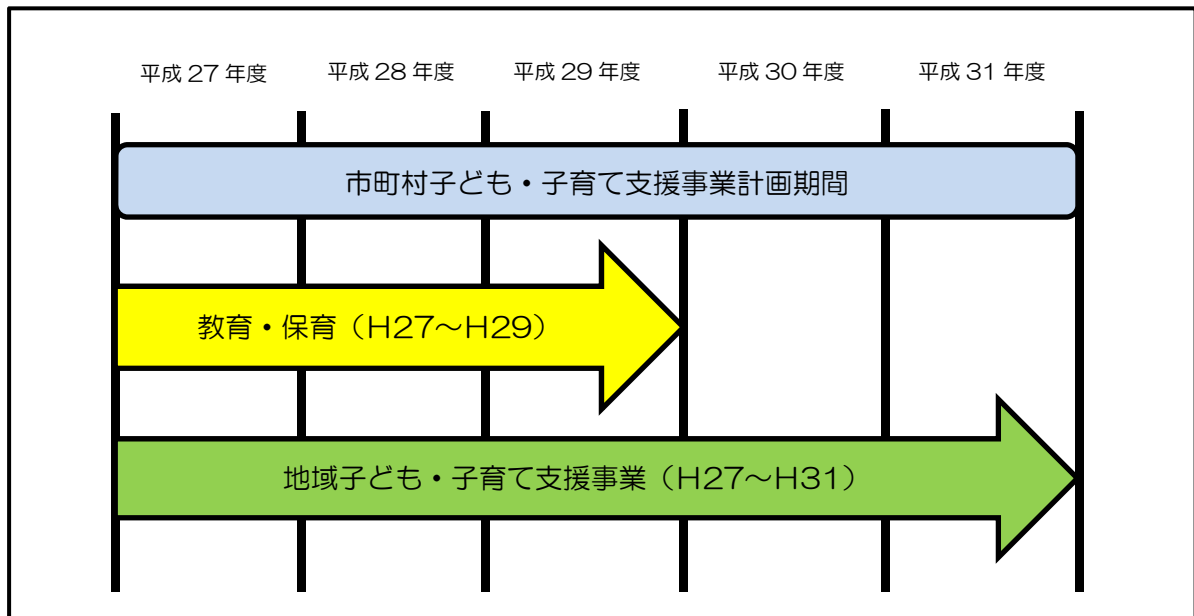 平成 27 年度 平成 28 年度 平成 29 年度 平成 30 年度 平成 31 年度
市町村子ども・子育て支援事業計画期間
教育・保育（H27～H29）
地域子ども・子育て支援事業（H27～H31）